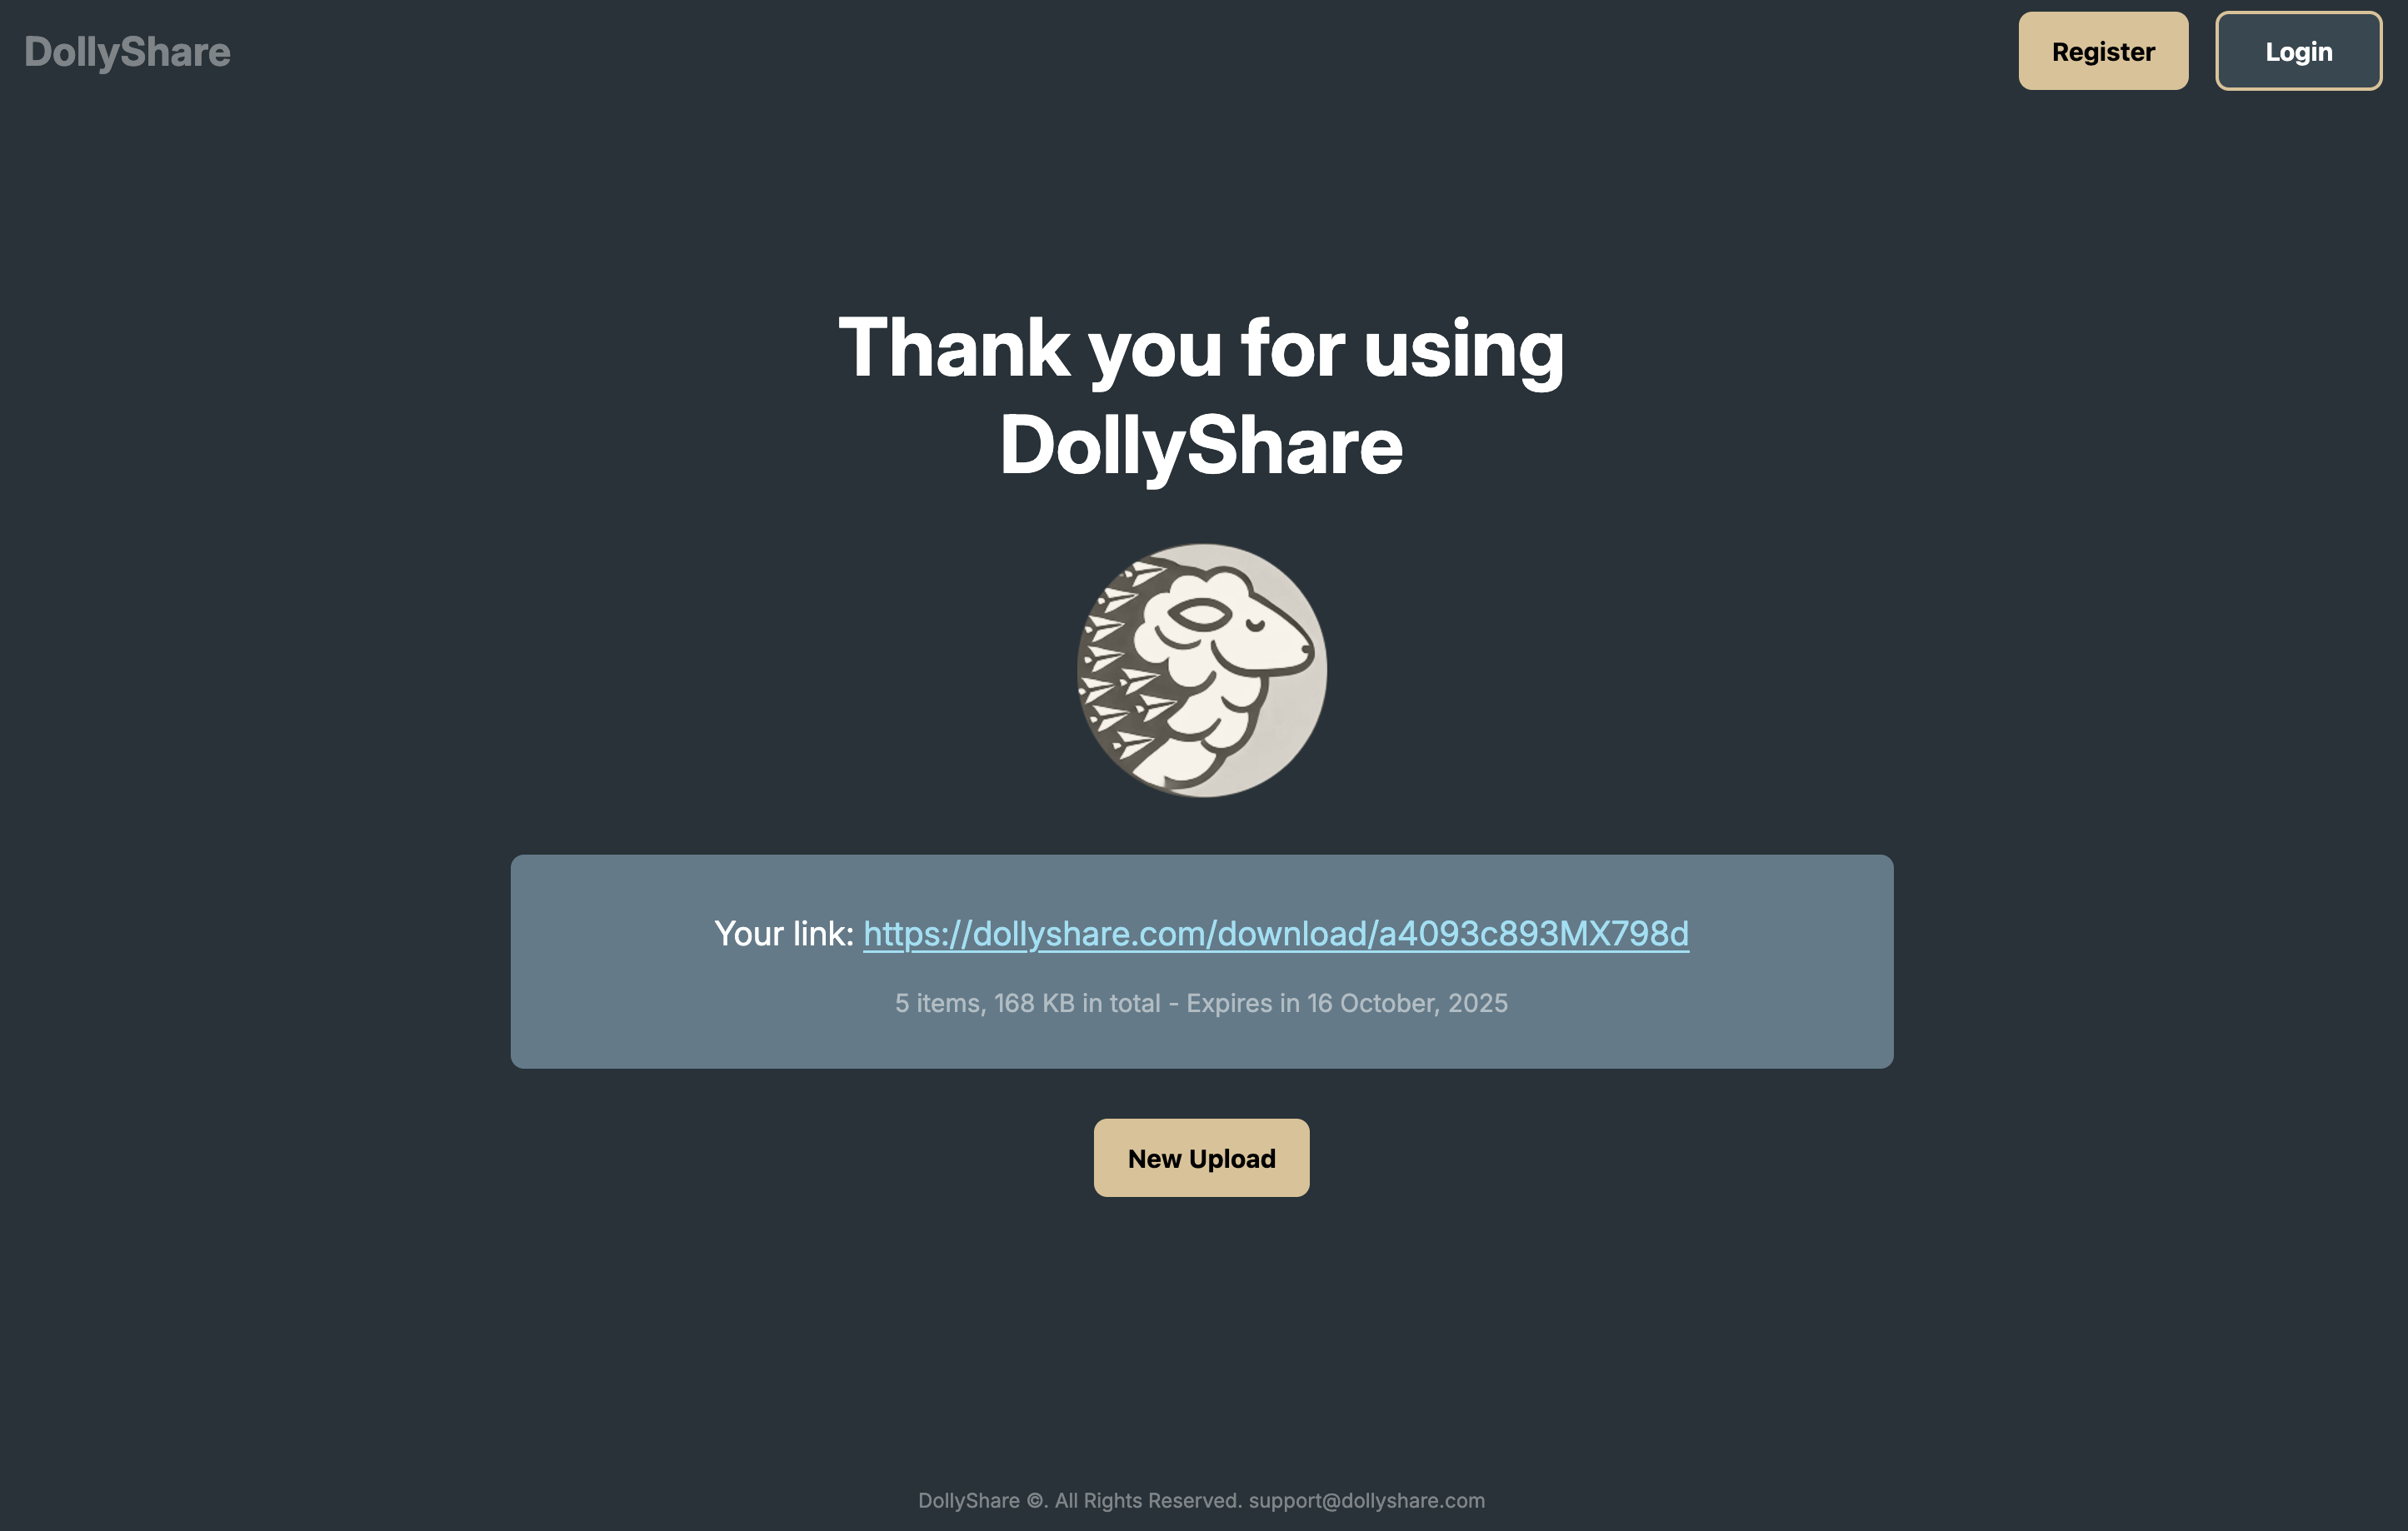 DollyShare
Register
Login
Thank you for using
DollyShare
Your link: https://dollyshare.com/download/a4093c893MX798d
5 items, 168 KB in total - Expires in 16 October, 2025
New Upload
DollyShare ©. All Rights Reserved. support@dollyshare.com